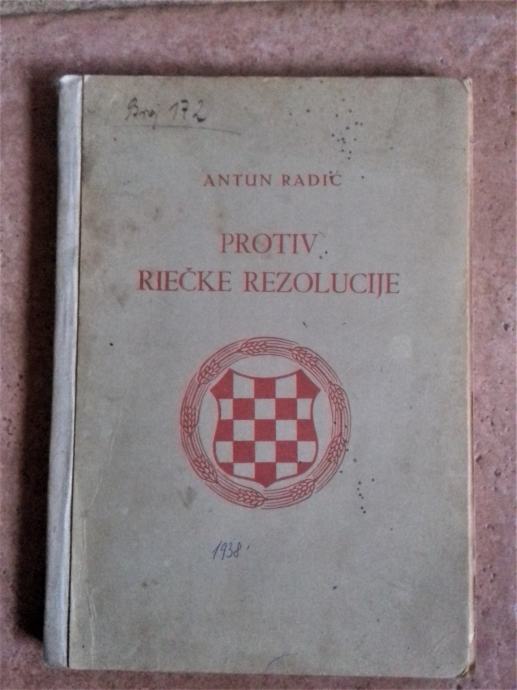 Broj 172
ANTUN RADIĆ
PROTIV
RIEČKE REZOLUCIJE
1938